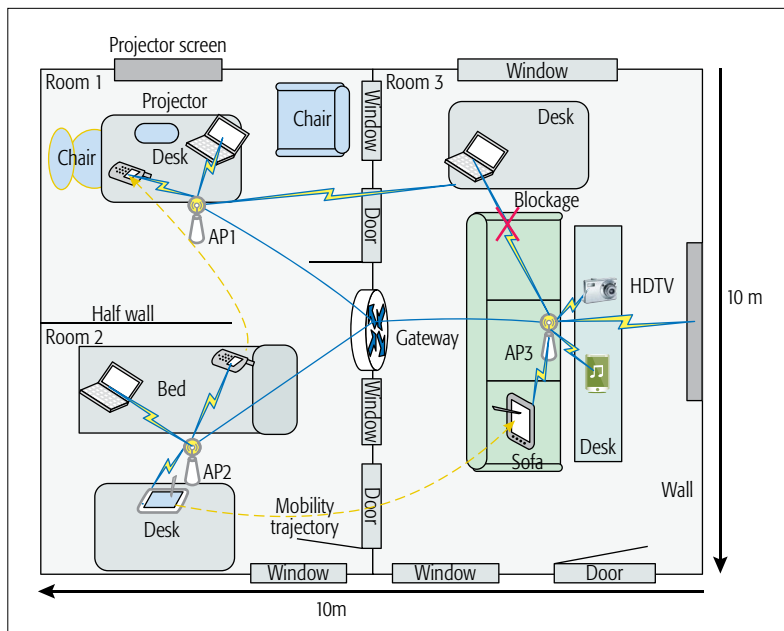 Projector screen
Room 1
Projector
Chair
Desk
Chair
Window
Room 3
Window
Desk
Door
Blockage
AP1
HDTV
10 m
Half wall
Gateway
AP3
Room 2
Bed
Window
AP2
Sofa
Desk
Desk
Mobility
trajectory
Door
Wall
Window
Window
Door
10m